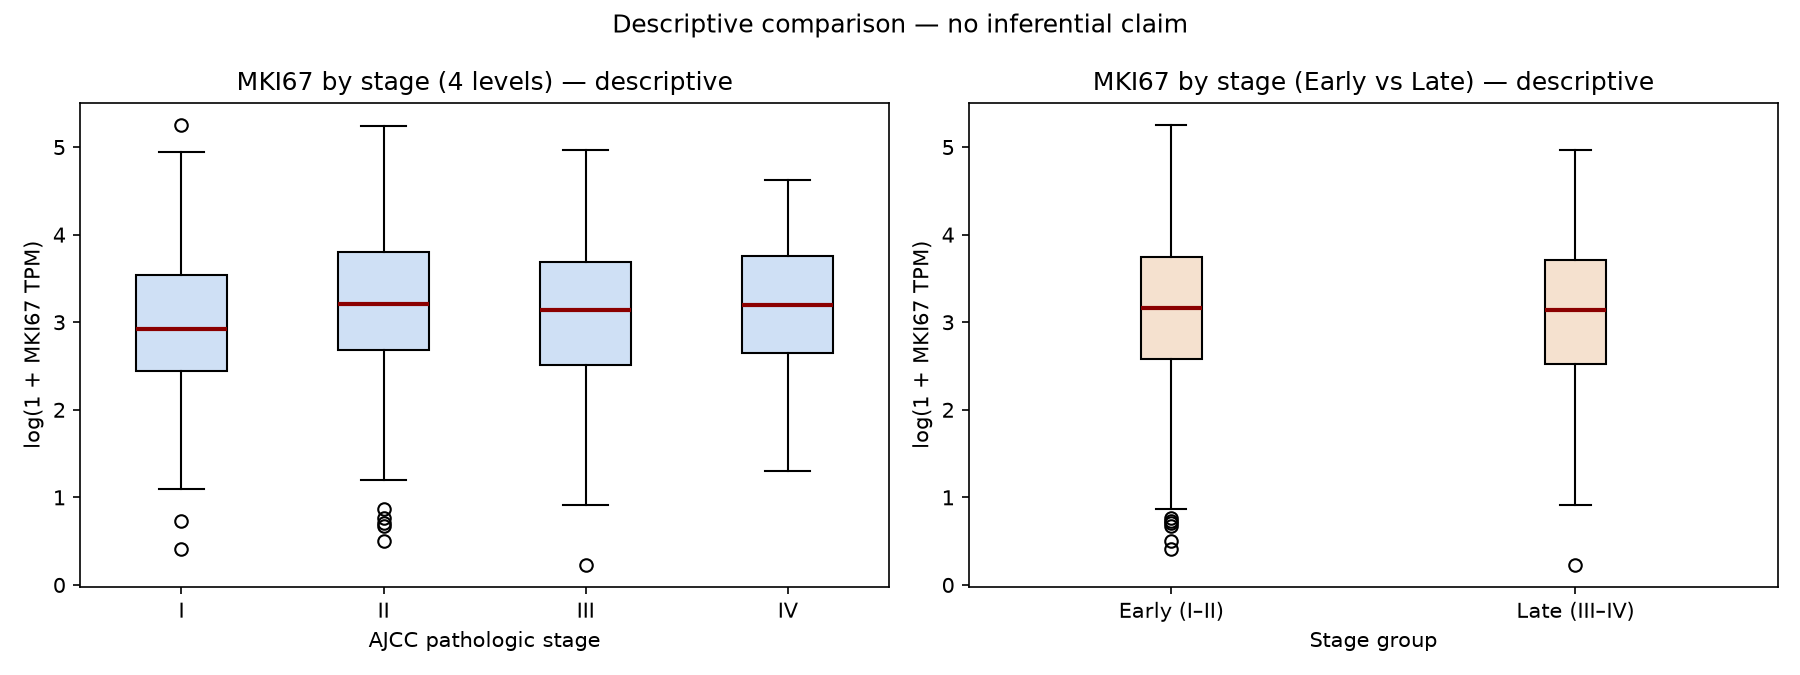 Descriptive comparison — no inferential claim
MKI67 by stage (4 levels) — descriptive
log(1 + MKI67 TPM)
5
4
3
2
1
0
I
II
III
IV
AJCC pathologic stage
MKI67 by stage (Early vs Late) — descriptive
log(1 + MKI67 TPM)
5
4
3
2
1
0
Early (I–II)
Late (III–IV)
Stage group